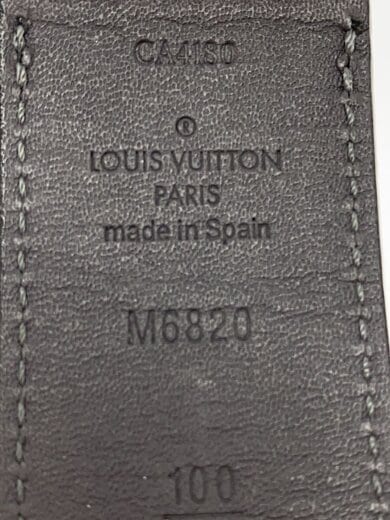 CA4180
®
LOUIS VUITTON
PARIS
made in Spain
M6820
100